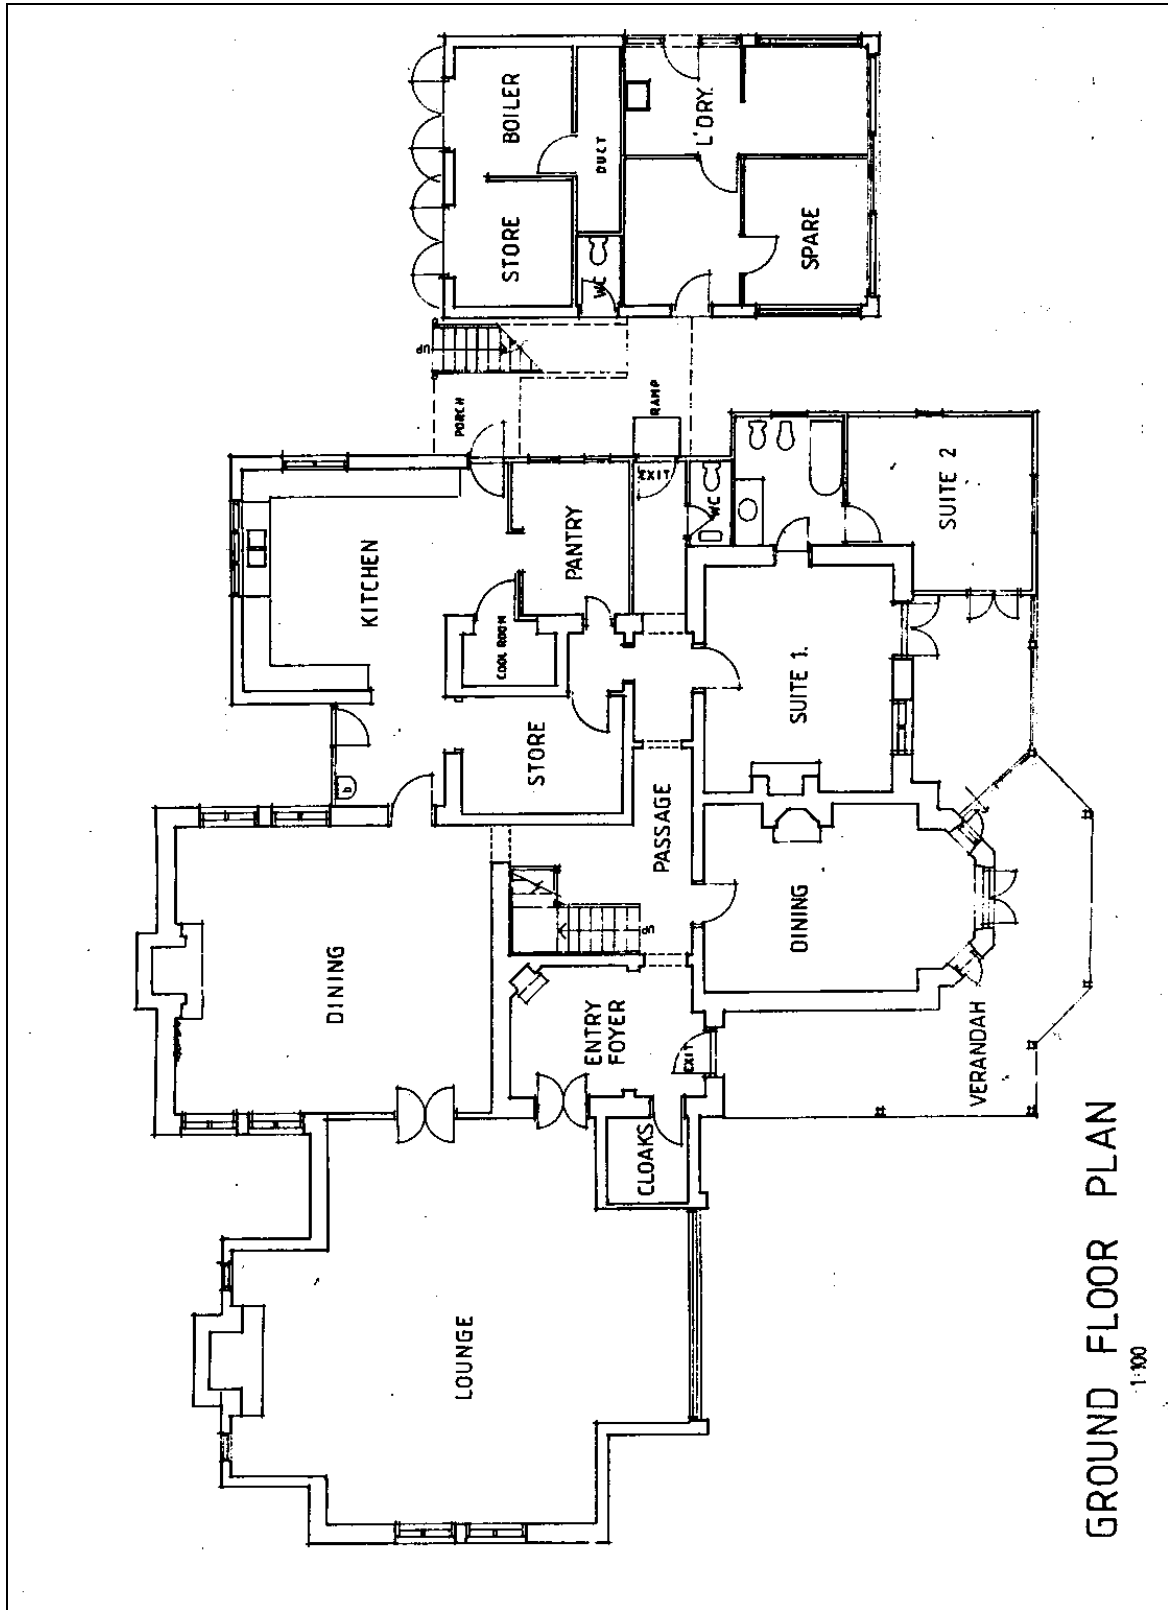 BOILER
STORE
DUCT
WC
L'DRY.
SPARE
UP
PORCH
RAMP
EXIT
WC
KITCHEN
PANTRY
COOL ROOM
STORE
SUITE 1.
SUITE 2
PASSAGE
DINING
UP
DINING
ENTRY
FOYER
EXIT
CLOAKS
VERANDAH
LOUNGE
GROUND FLOOR PLAN
1:100